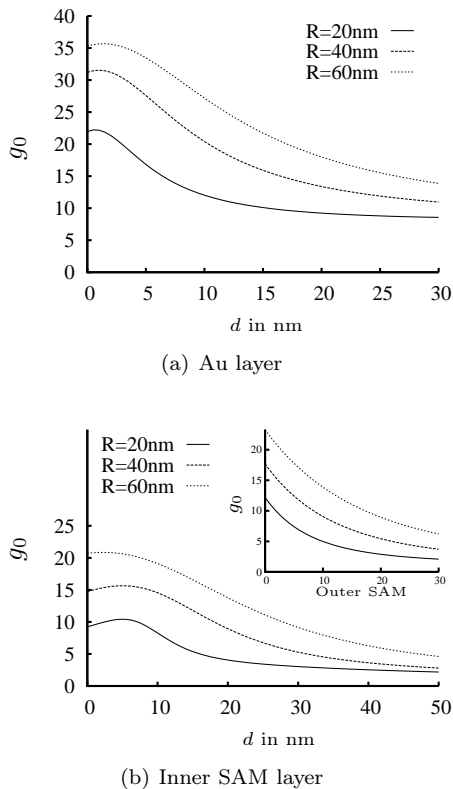 40
35
30
25
20
15
10
5
0
g0
R=20nm
R=40nm
R=60nm
0 5 10 15 20 25 30
d in nm
(a) Au layer
R=20nm
R=40nm
R=60nm
25
20
15
10
5
0
g0
20
15
10
5
0
g0
0 10 20 30
Outer SAM
0 10 20 30 40 50
d in nm
(b) Inner SAM layer